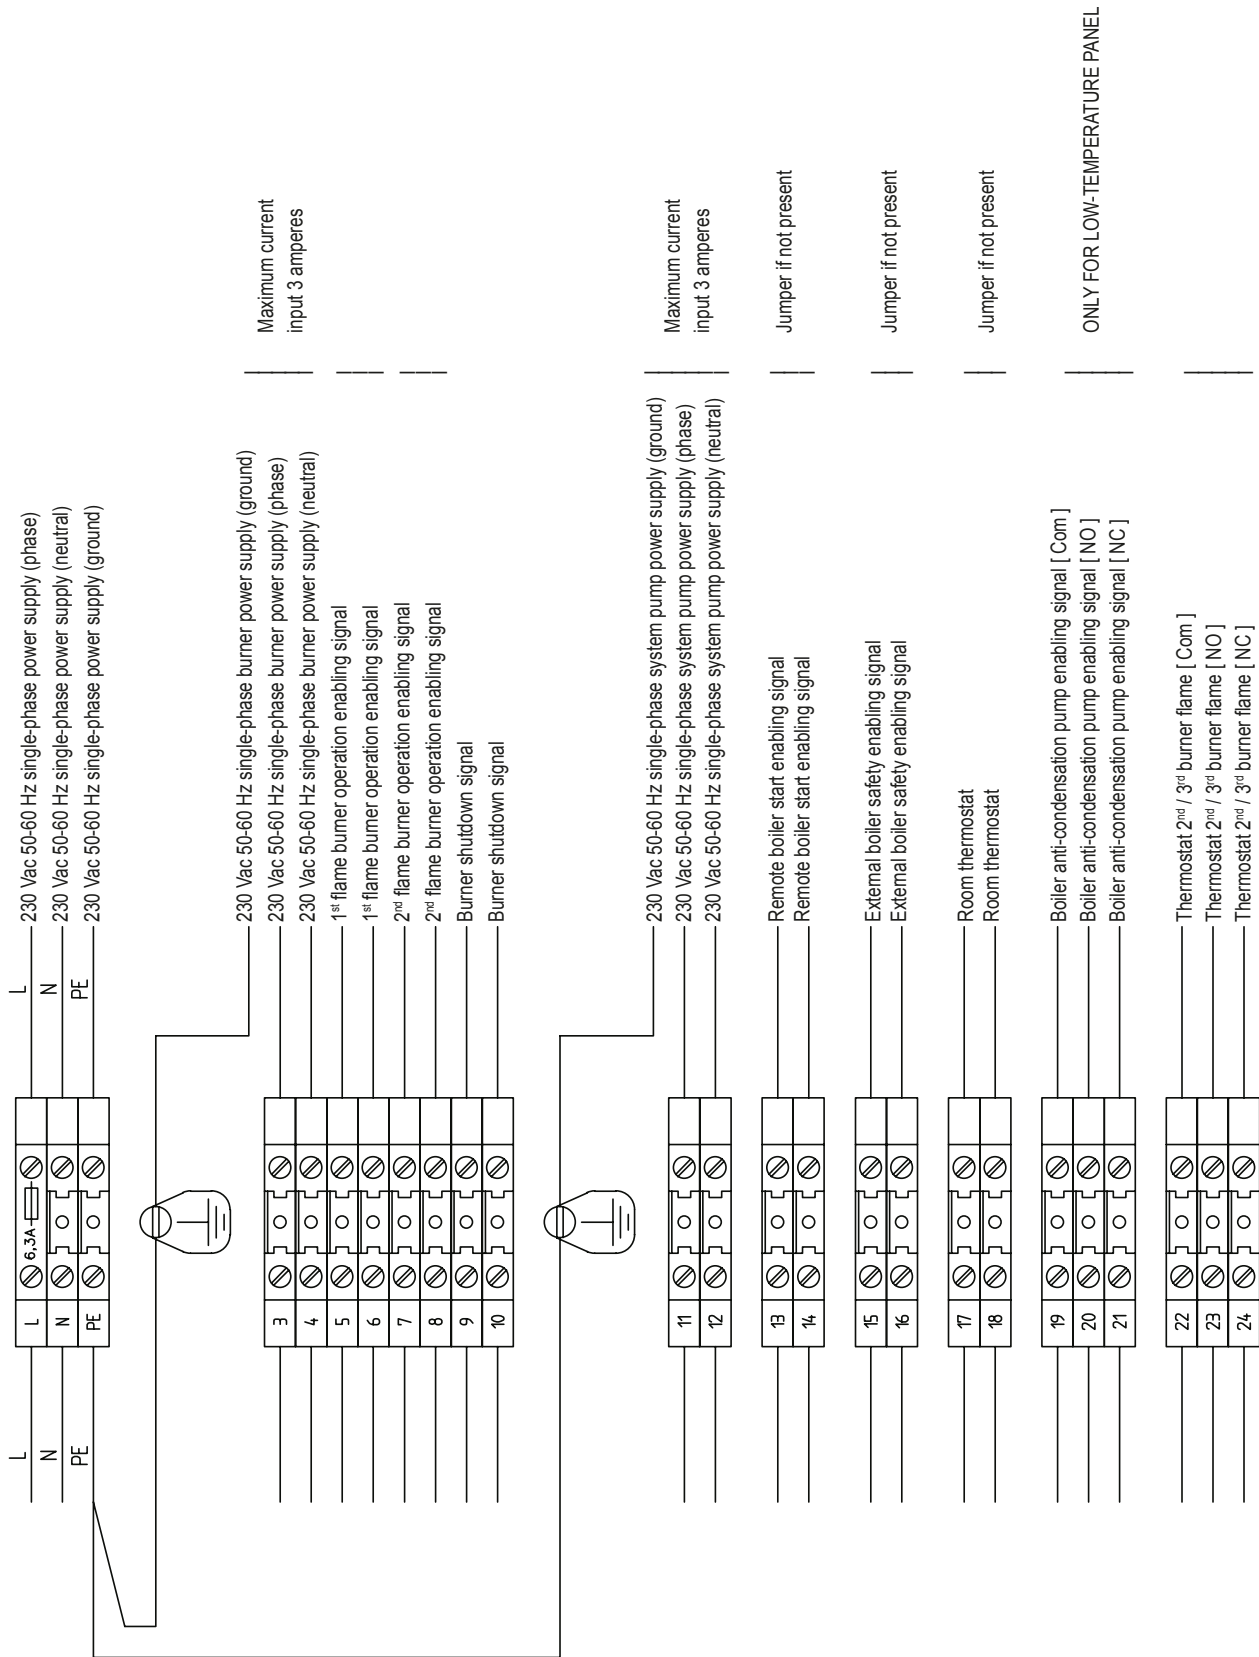 L
N
PE
L
6,3A
N
PE
L
N
PE
230 Vac 50-60 Hz single-phase power supply (phase)
230 Vac 50-60 Hz single-phase power supply (neutral)
230 Vac 50-60 Hz single-phase power supply (ground)
230 Vac 50-60 Hz single-phase burner power supply (ground)
3
230 Vac 50-60 Hz single-phase burner power supply (phase)
4
230 Vac 50-60 Hz single-phase burner power supply (neutral)
Maximum current
input 3 amperes
5
1st flame burner operation enabling signal
6
1st flame burner operation enabling signal
7
2nd flame burner operation enabling signal
8
2nd flame burner operation enabling signal
9
Burner shutdown signal
10
Burner shutdown signal
230 Vac 50-60 Hz single-phase system pump power supply (ground)
11
230 Vac 50-60 Hz single-phase system pump power supply (phase)
12
230 Vac 50-60 Hz single-phase system pump power supply (neutral)
Maximum current
input 3 amperes
13
Remote boiler start enabling signal
14
Remote boiler start enabling signal
Jumper if not present
15
External boiler safety enabling signal
16
External boiler safety enabling signal
Jumper if not present
17
Room thermostat
18
Room thermostat
Jumper if not present
19
Boiler anti-condensation pump enabling signal [ Com ]
20
Boiler anti-condensation pump enabling signal [ NO ]
21
Boiler anti-condensation pump enabling signal [ NC ]
ONLY FOR LOW-TEMPERATURE PANEL
22
Thermostat 2nd / 3rd burner flame [ Com ]
23
Thermostat 2nd / 3rd burner flame [ NO ]
24
Thermostat 2nd / 3rd burner flame [ NC ]